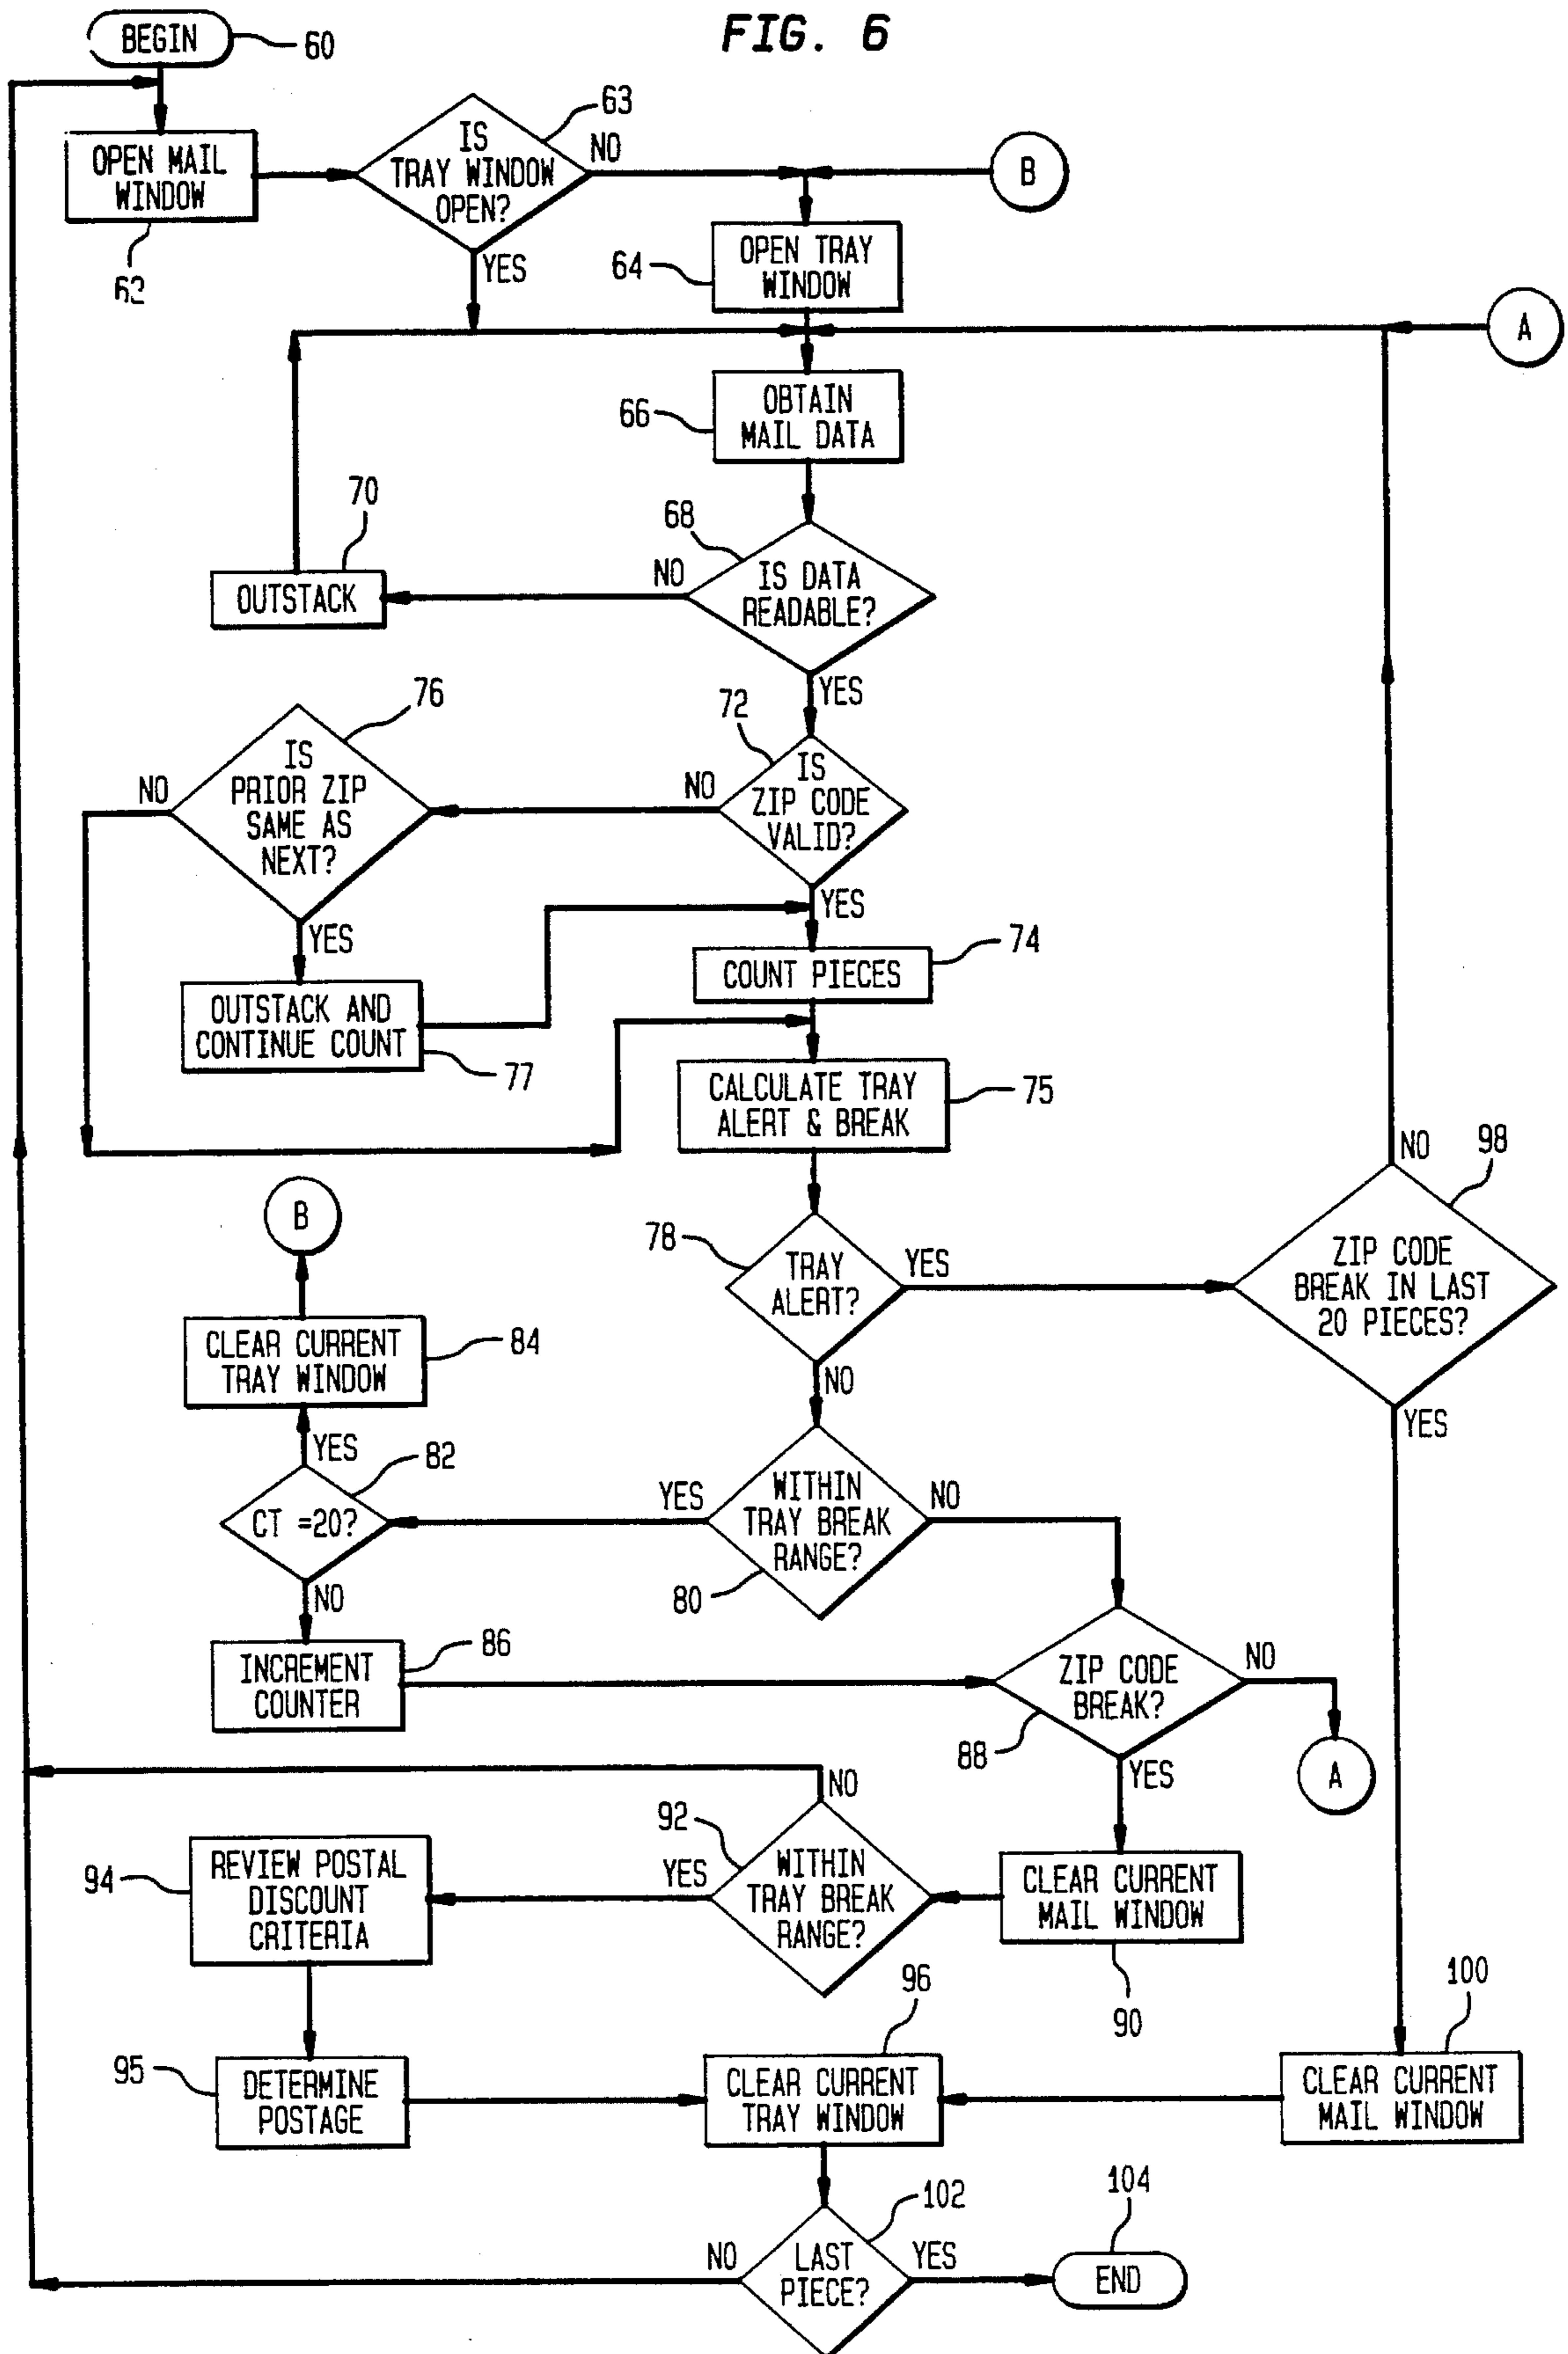 FIG. 6
BEGIN
60
OPEN MAIL
WINDOW
62
IS
TRAY WINDOW
OPEN?
63
NO
YES
B
OPEN TRAY
WINDOW
64
A
OBTAIN
MAIL DATA
66
IS DATA
READABLE?
68
NO
YES
OUTSTACK
70
IS
ZIP CODE
VALID?
72
NO
YES
IS
PRIOR ZIP
SAME AS
NEXT?
76
NO
YES
OUTSTACK AND
CONTINUE COUNT
77
COUNT PIECES
74
CALCULATE TRAY
ALERT & BREAK
75
TRAY
ALERT?
78
YES
NO
ZIP CODE
BREAK IN LAST
20 PIECES?
98
NO
YES
B
CLEAR CURRENT
TRAY WINDOW
84
YES
CT =20?
82
NO
WITHIN
TRAY BREAK
RANGE?
80
YES
NO
INCREMENT
COUNTER
86
ZIP CODE
BREAK?
88
NO
YES
A
CLEAR CURRENT
MAIL WINDOW
90
WITHIN
TRAY BREAK
RANGE?
92
NO
YES
REVIEW POSTAL
DISCOUNT
CRITERIA
94
DETERMINE
POSTAGE
95
CLEAR CURRENT
TRAY WINDOW
96
CLEAR CURRENT
MAIL WINDOW
100
LAST
PIECE?
102
NO
YES
END
104